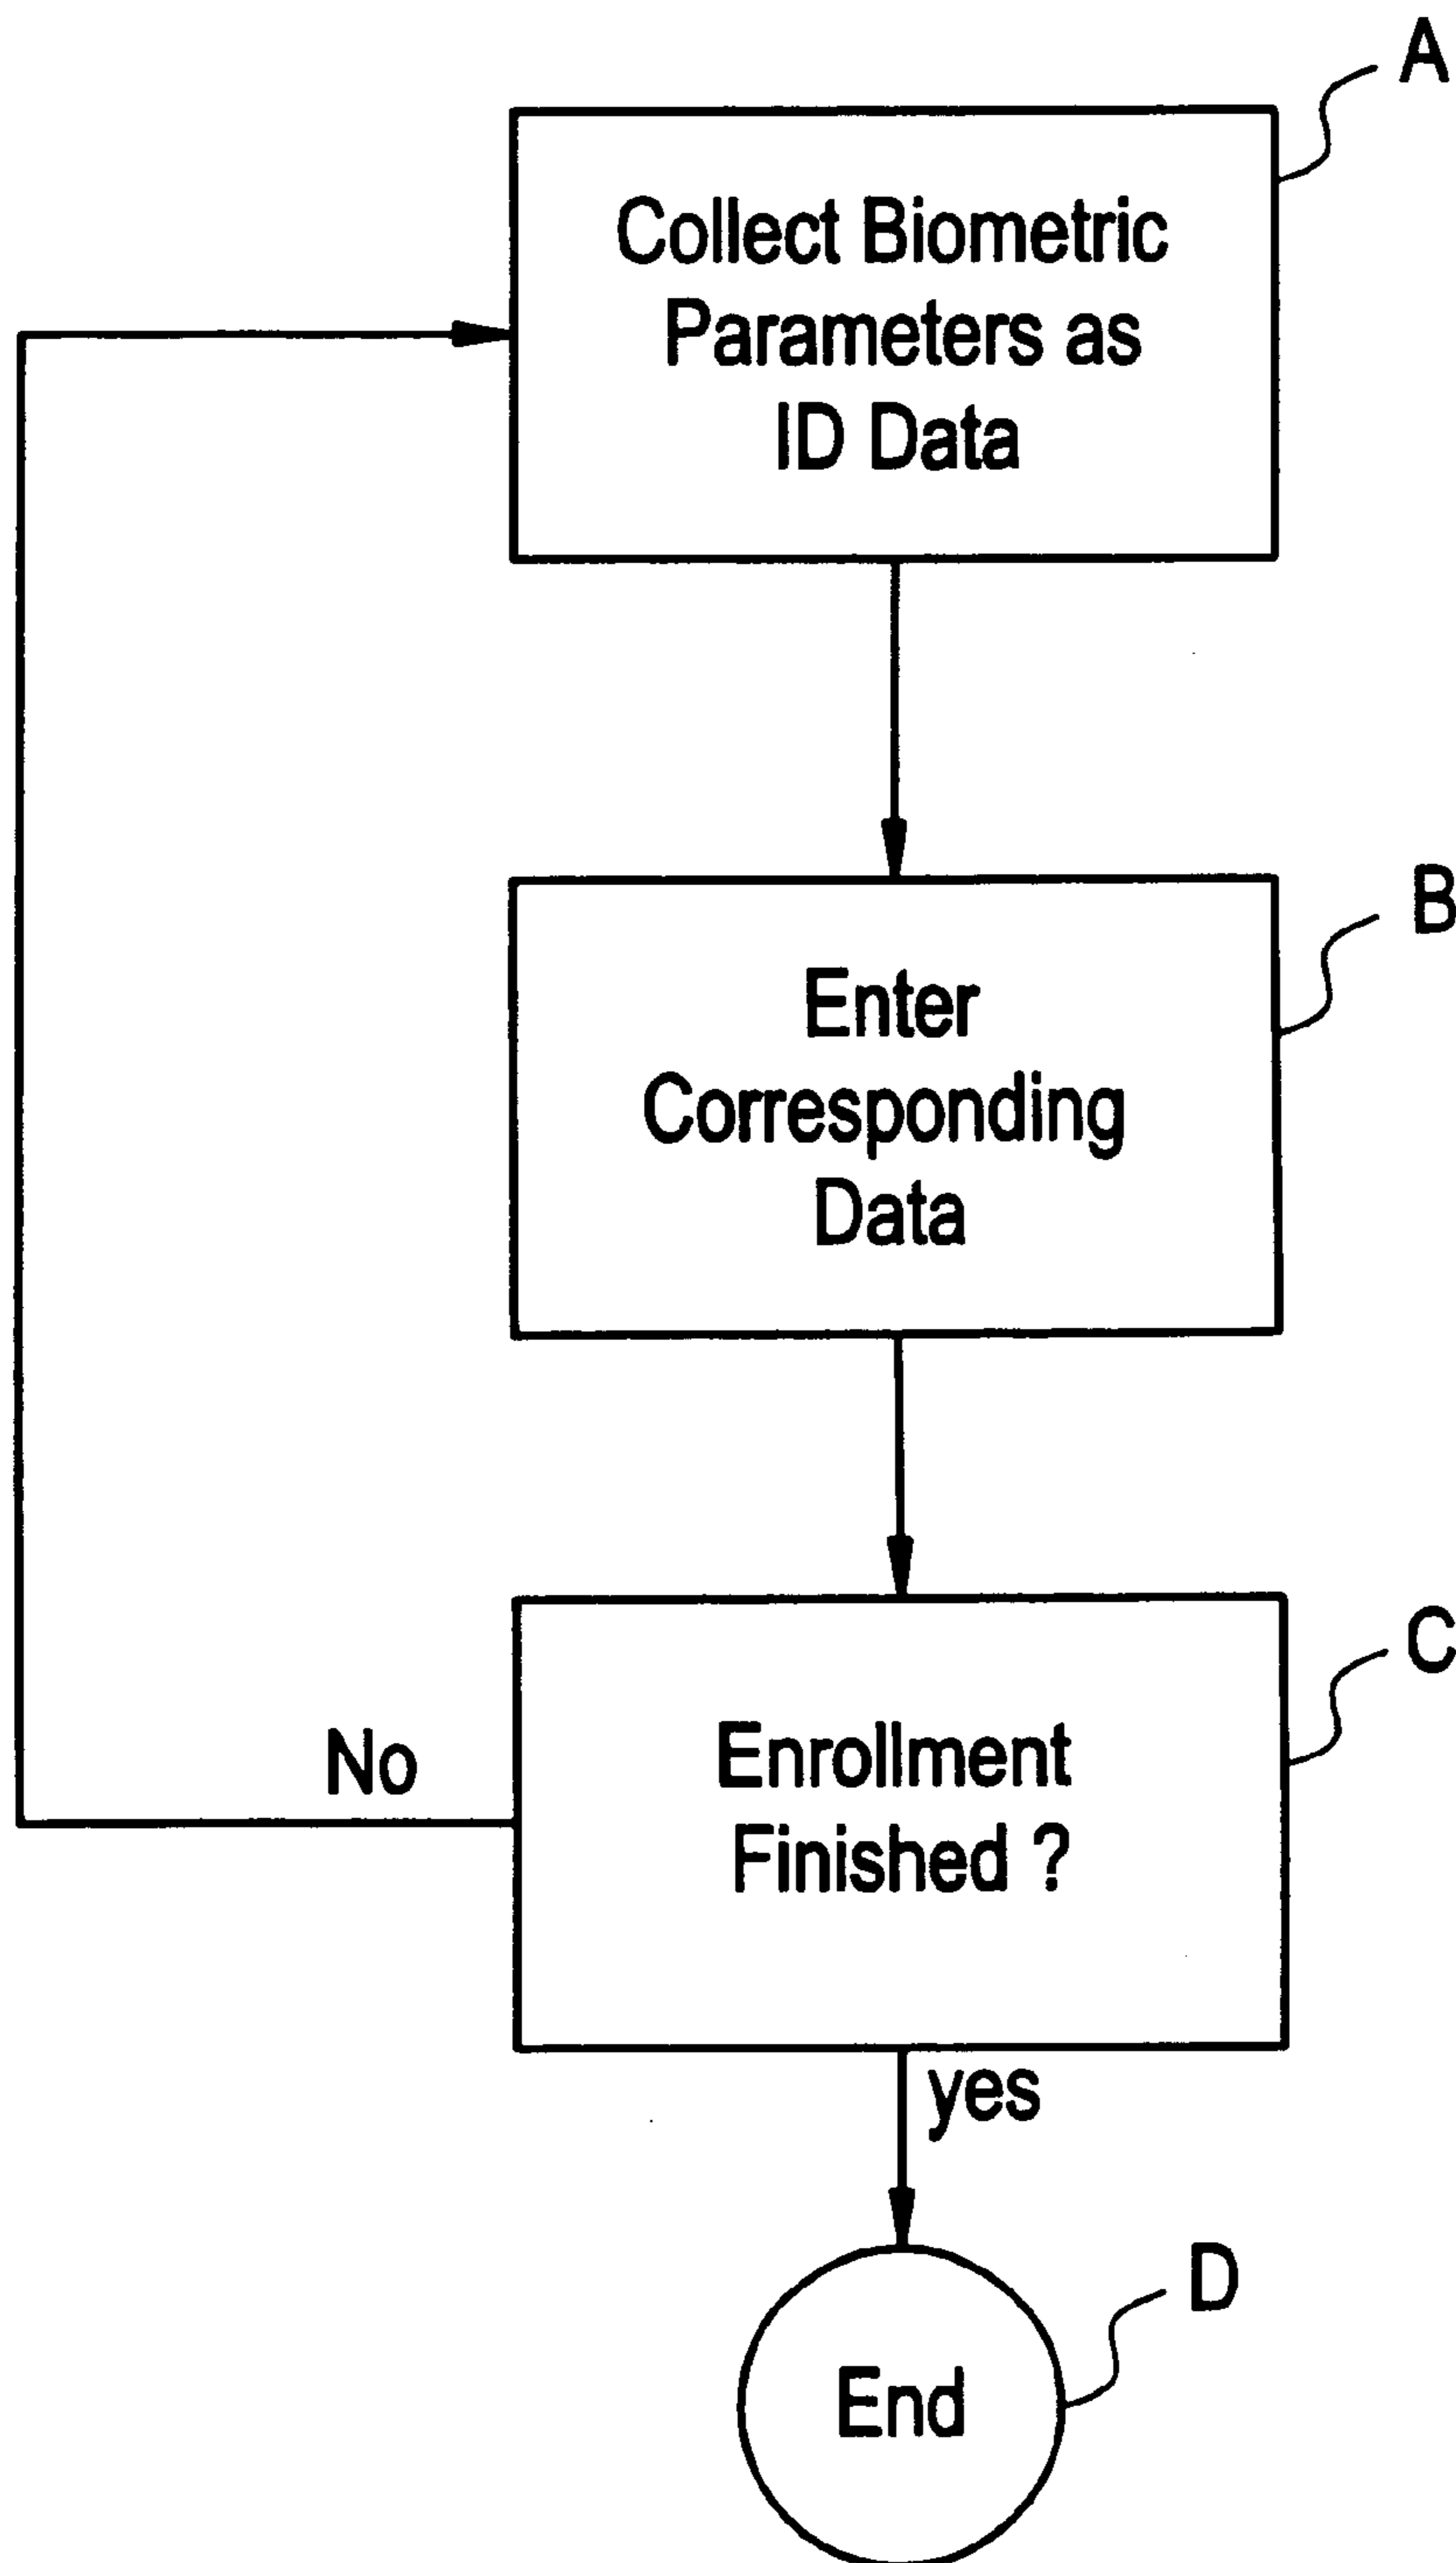 A
Collect Biometric
Parameters as
ID Data
B
Enter
Corresponding
Data
C
No
Enrollment
Finished ?
yes
D
End